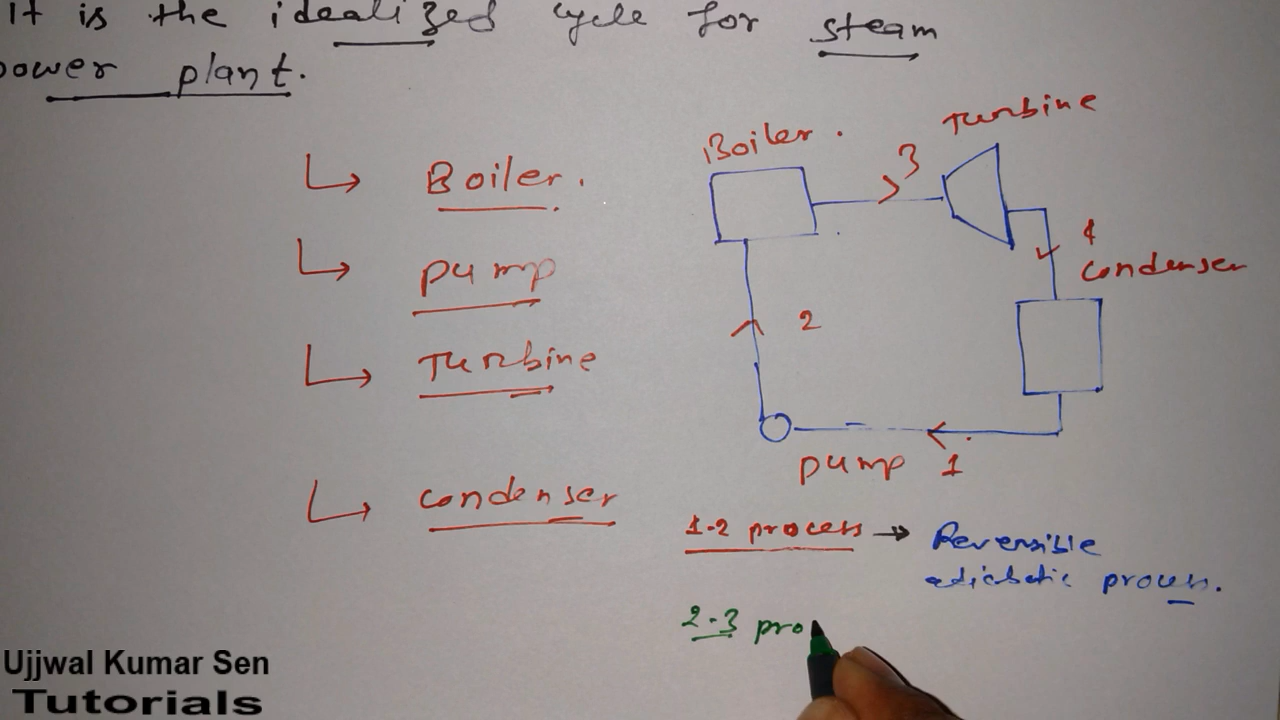 It is the idealized cycle for steam
power plant.
Boiler.
pump
Turbine
condenser
Boiler.
Turbine
3
4
condenser
2
pump 1
1-2 process → Reversible
adiabatic process.
2-3 pro
Ujjwal Kumar Sen
Tutorials